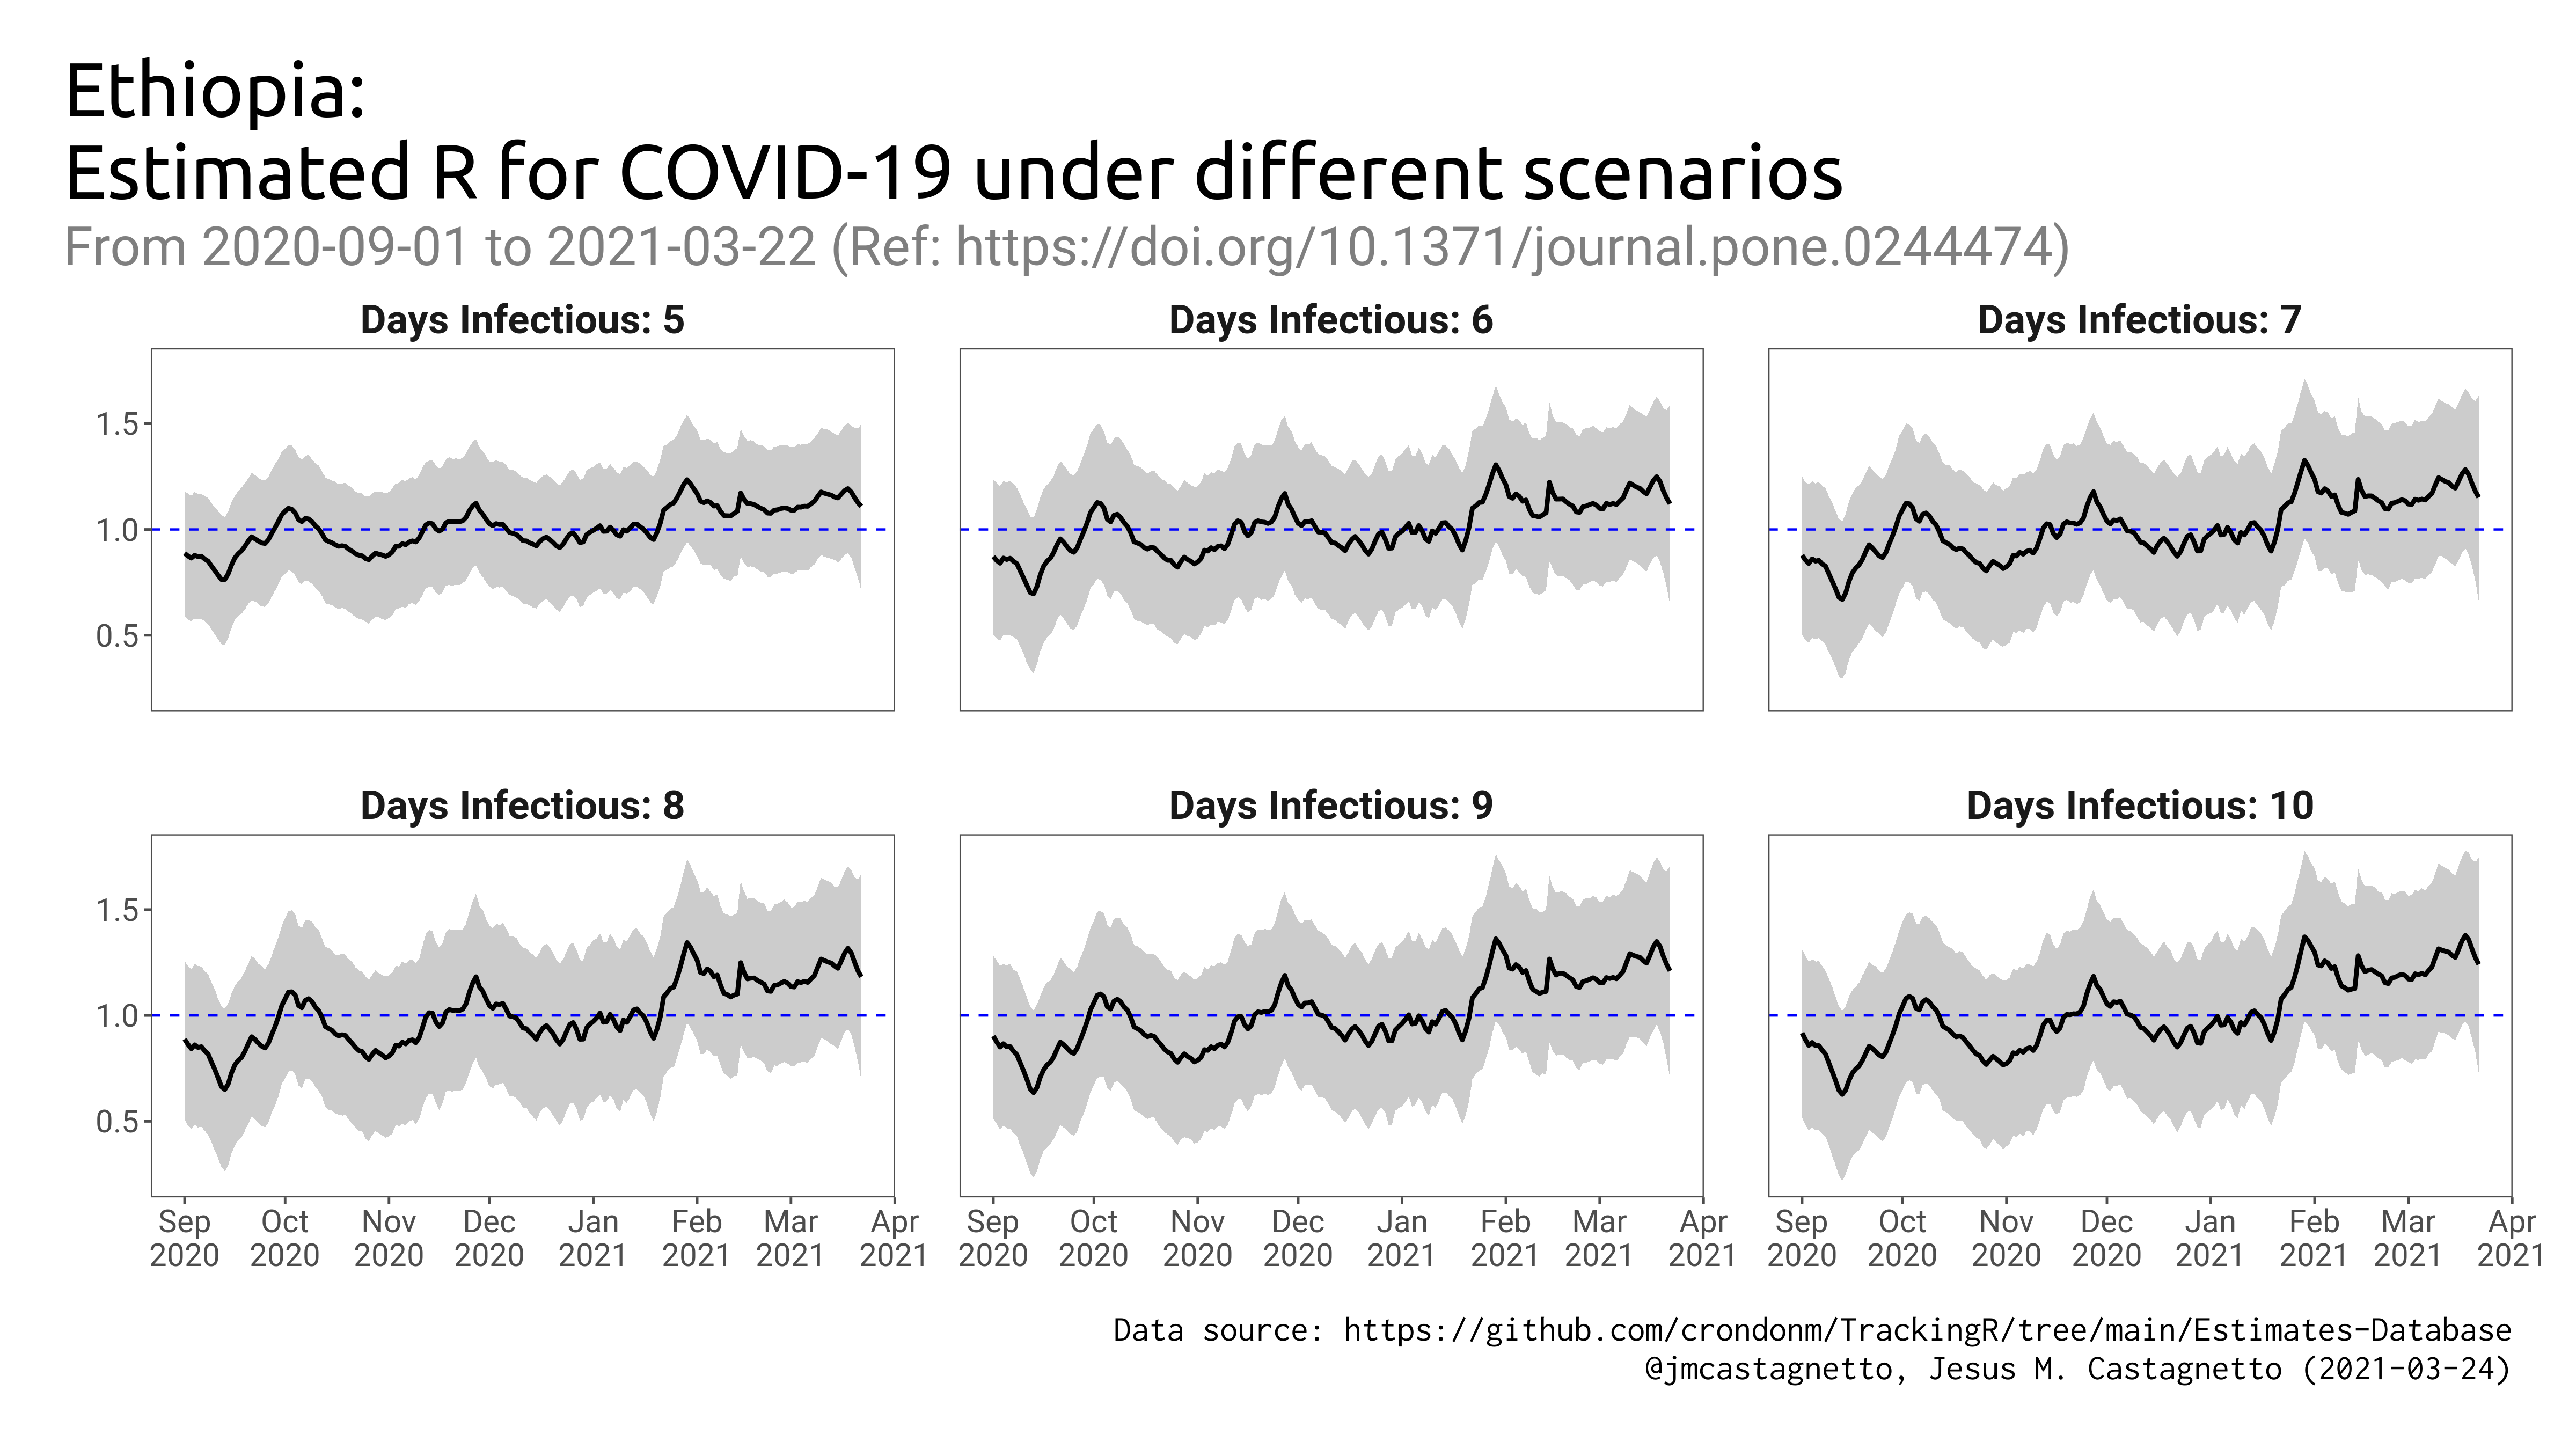 Ethiopia:
Estimated R for COVID-19 under different scenarios
From 2020-09-01 to 2021-03-22 (Ref: https://doi.org/10.1371/journal.pone.0244474)
Days Infectious: 5
Days Infectious: 6
Days Infectious: 7
1.5
1.0
0.5
Days Infectious: 8
Days Infectious: 9
Days Infectious: 10
1.5
1.0
0.5
Sep Oct Nov Dec Jan Feb Mar Apr
2020 2020 2020 2020 2021 2021 2021 2021
Sep Oct Nov Dec Jan Feb Mar Apr
2020 2020 2020 2020 2021 2021 2021 2021
Sep Oct Nov Dec Jan Feb Mar Apr
2020 2020 2020 2020 2021 2021 2021 2021
Data source: https://github.com/crondonm/TrackingR/tree/main/Estimates-Database
@jmcastagnetto, Jesus M. Castagnetto (2021-03-24)